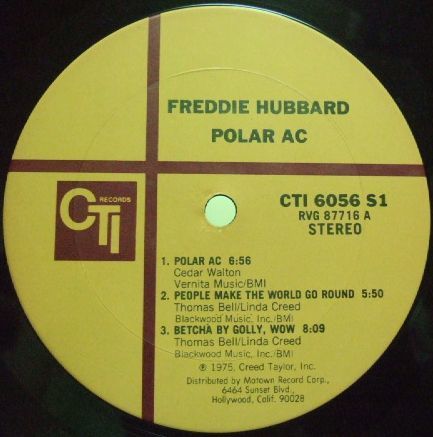 FREDDIE HUBBARD
POLAR AC
CTI
RECORDS
CTI 6056 S1
RVG 87716 A
STEREO
1. POLAR AC 6:56
Cedar Walton
Vernita Music/BMI
2. PEOPLE MAKE THE WORLD GO ROUND 5:50
Thomas Bell/Linda Creed
Blackwood Music, Inc./BMI
3. BETCHA BY GOLLY, WOW 8:09
Thomas Bell/Linda Creed
Blackwood Music, Inc./BMI
℗ 1975, Creed Taylor, Inc.
Distributed by Motown Record Corp.,
6464 Sunset Blvd.,
Hollywood, Calif. 90028